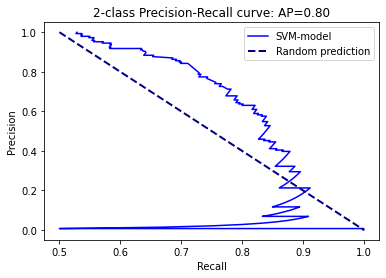 2-class Precision-Recall curve: AP=0.80
SVM-model
Random prediction
Precision
1.0
0.8
0.6
0.4
0.2
0.0
0.5
0.6
0.7
0.8
0.9
1.0
Recall